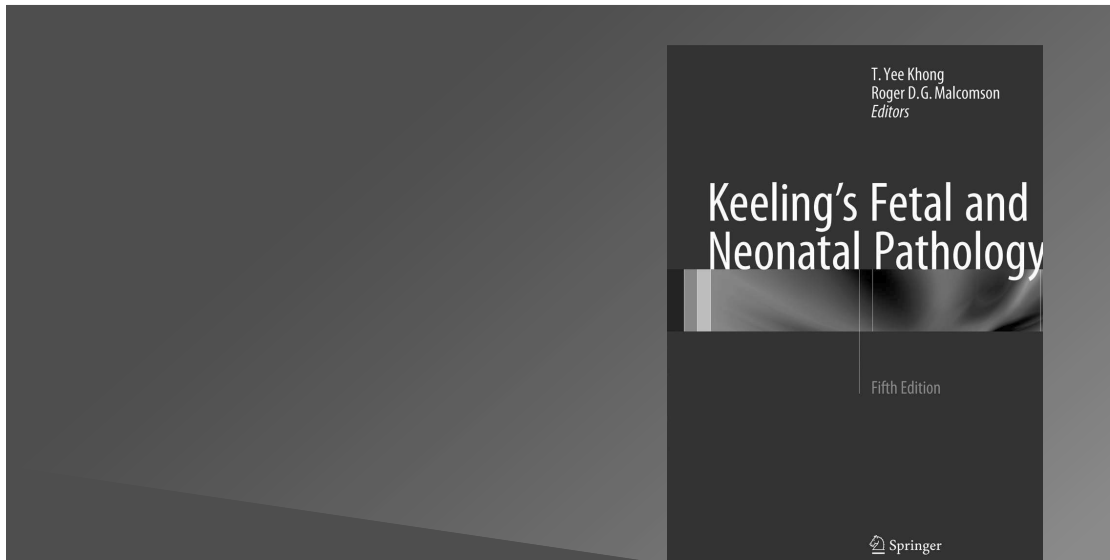 T. Yee Khong
Roger D.G. Malcomson
Editors
Keeling's Fetal and
Neonatal Pathology
Fifth Edition
Springer